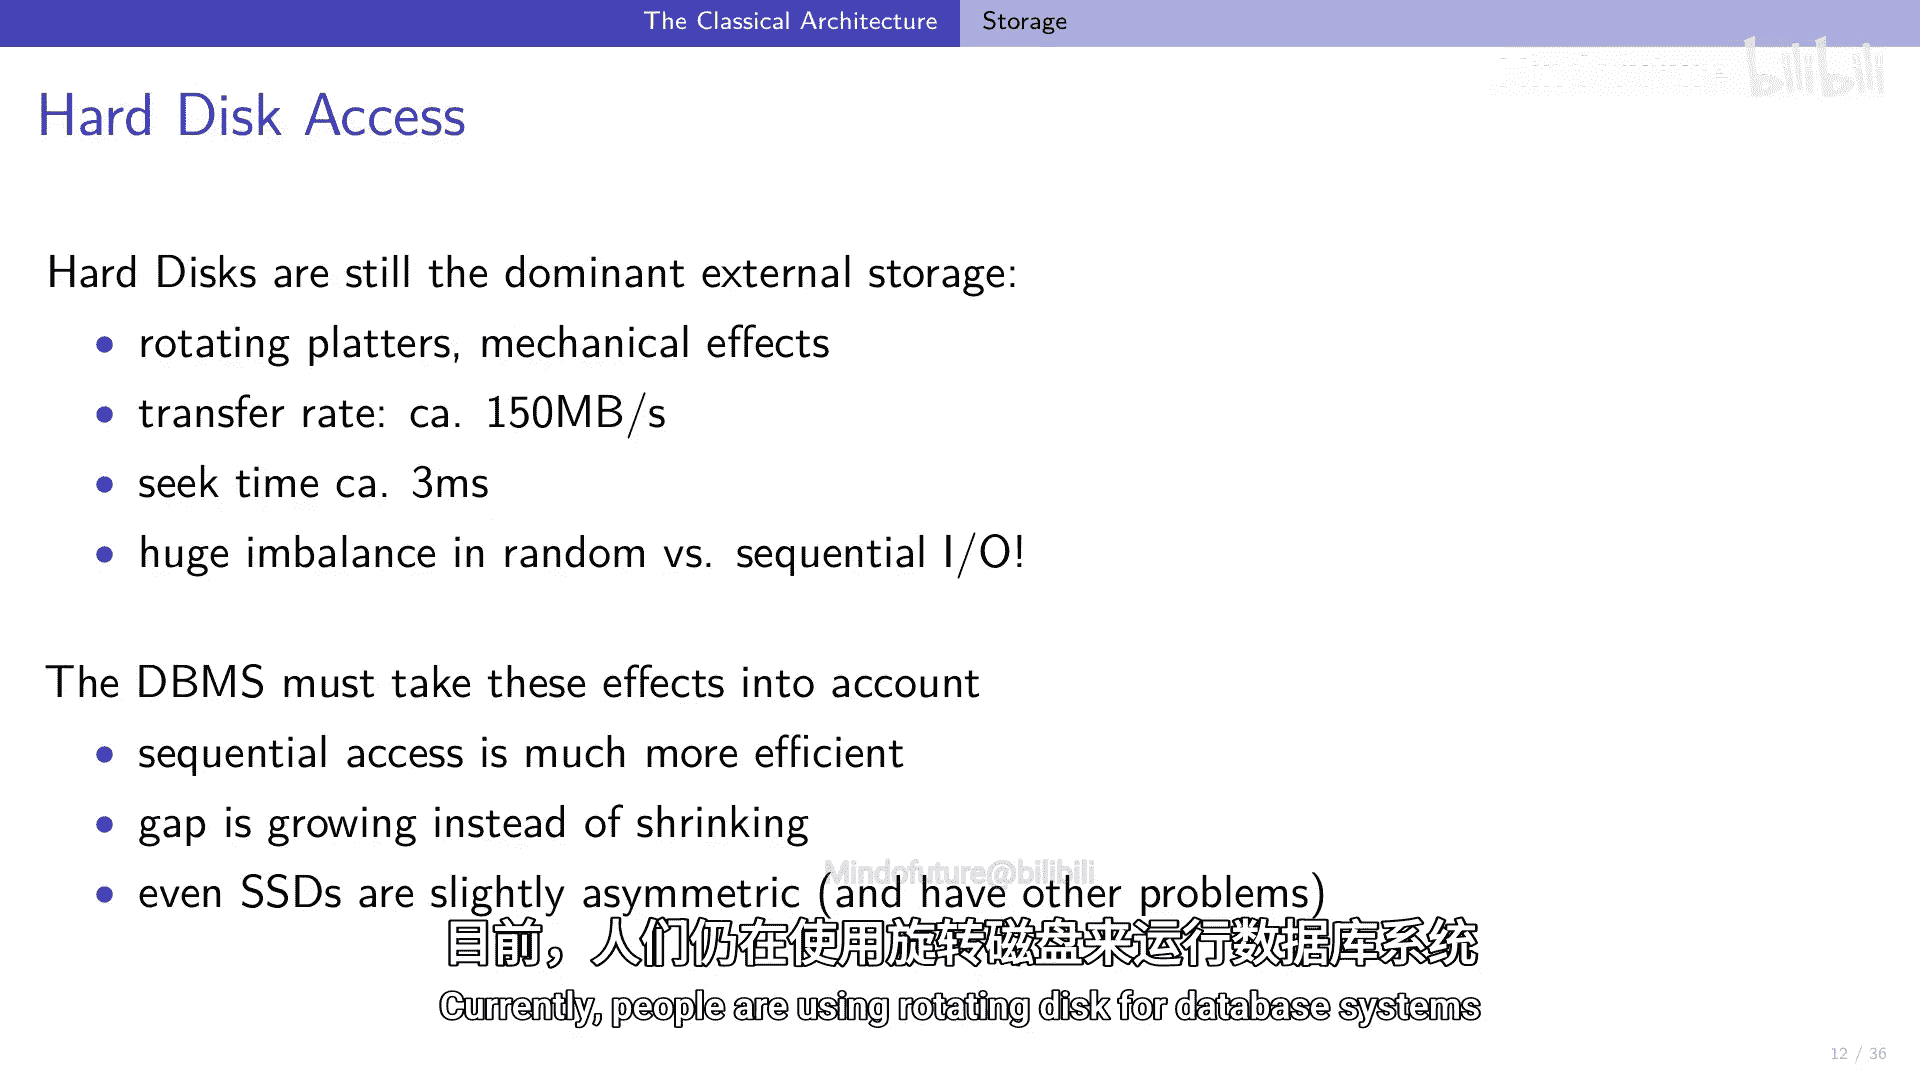 The Classical Architecture
Storage
bilibili
Hard Disk Access
Hard Disks are still the dominant external storage:
• rotating platters, mechanical effects
• transfer rate: ca. 150MB/s
• seek time ca. 3ms
• huge imbalance in random vs. sequential I/O!
The DBMS must take these effects into account
• sequential access is much more efficient
• gap is growing instead of shrinking
Mindofuture@bilibili
• even SSDs are slightly asymmetric (and have other problems)
目前，人们仍在使用旋转磁盘来运行数据库系统
Currently, people are using rotating disk for database systems
12 / 36